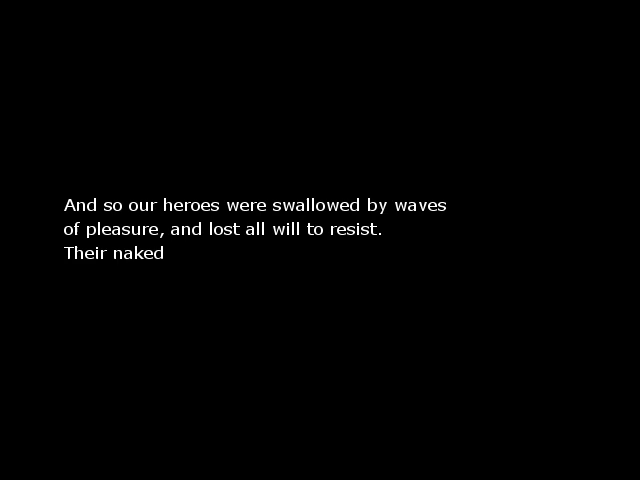 And so our heroes were swallowed by waves
of pleasure, and lost all will to resist.
Their naked